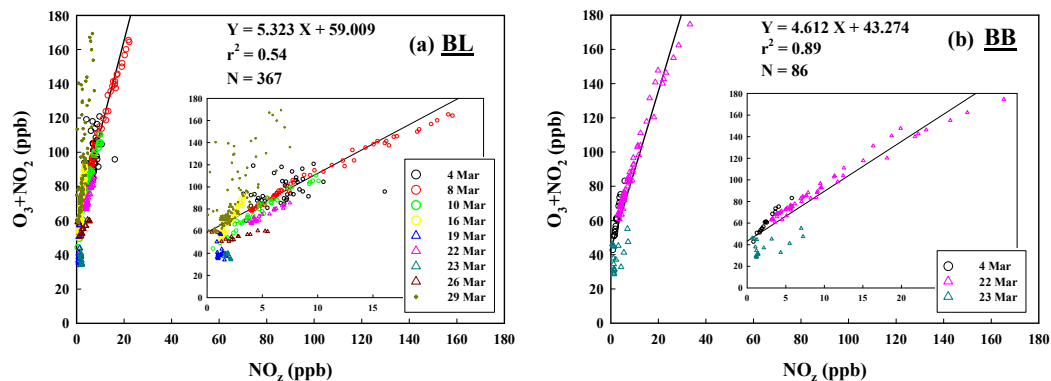 Y = 5.323 X + 59.009
r² = 0.54
N = 367
(a) BL
O₃+NO₂ (ppb)
180
160
140
120
100
80
60
40
20
0
0 20 40 60 80 100 120 140 160 180
NOz (ppb)
180
160
140
120
100
80
60
40
20
0
0 5 10 15
4 Mar
8 Mar
10 Mar
16 Mar
19 Mar
22 Mar
23 Mar
26 Mar
29 Mar
Y = 4.612 X + 43.274
r² = 0.89
N = 86
(b) BB
O₃+NO₂ (ppb)
180
160
140
120
100
80
60
40
20
0
0 20 40 60 80 100 120 140 160 180
NOz (ppb)
180
160
140
120
100
80
60
40
20
0
0 5 10 15 20
4 Mar
22 Mar
23 Mar